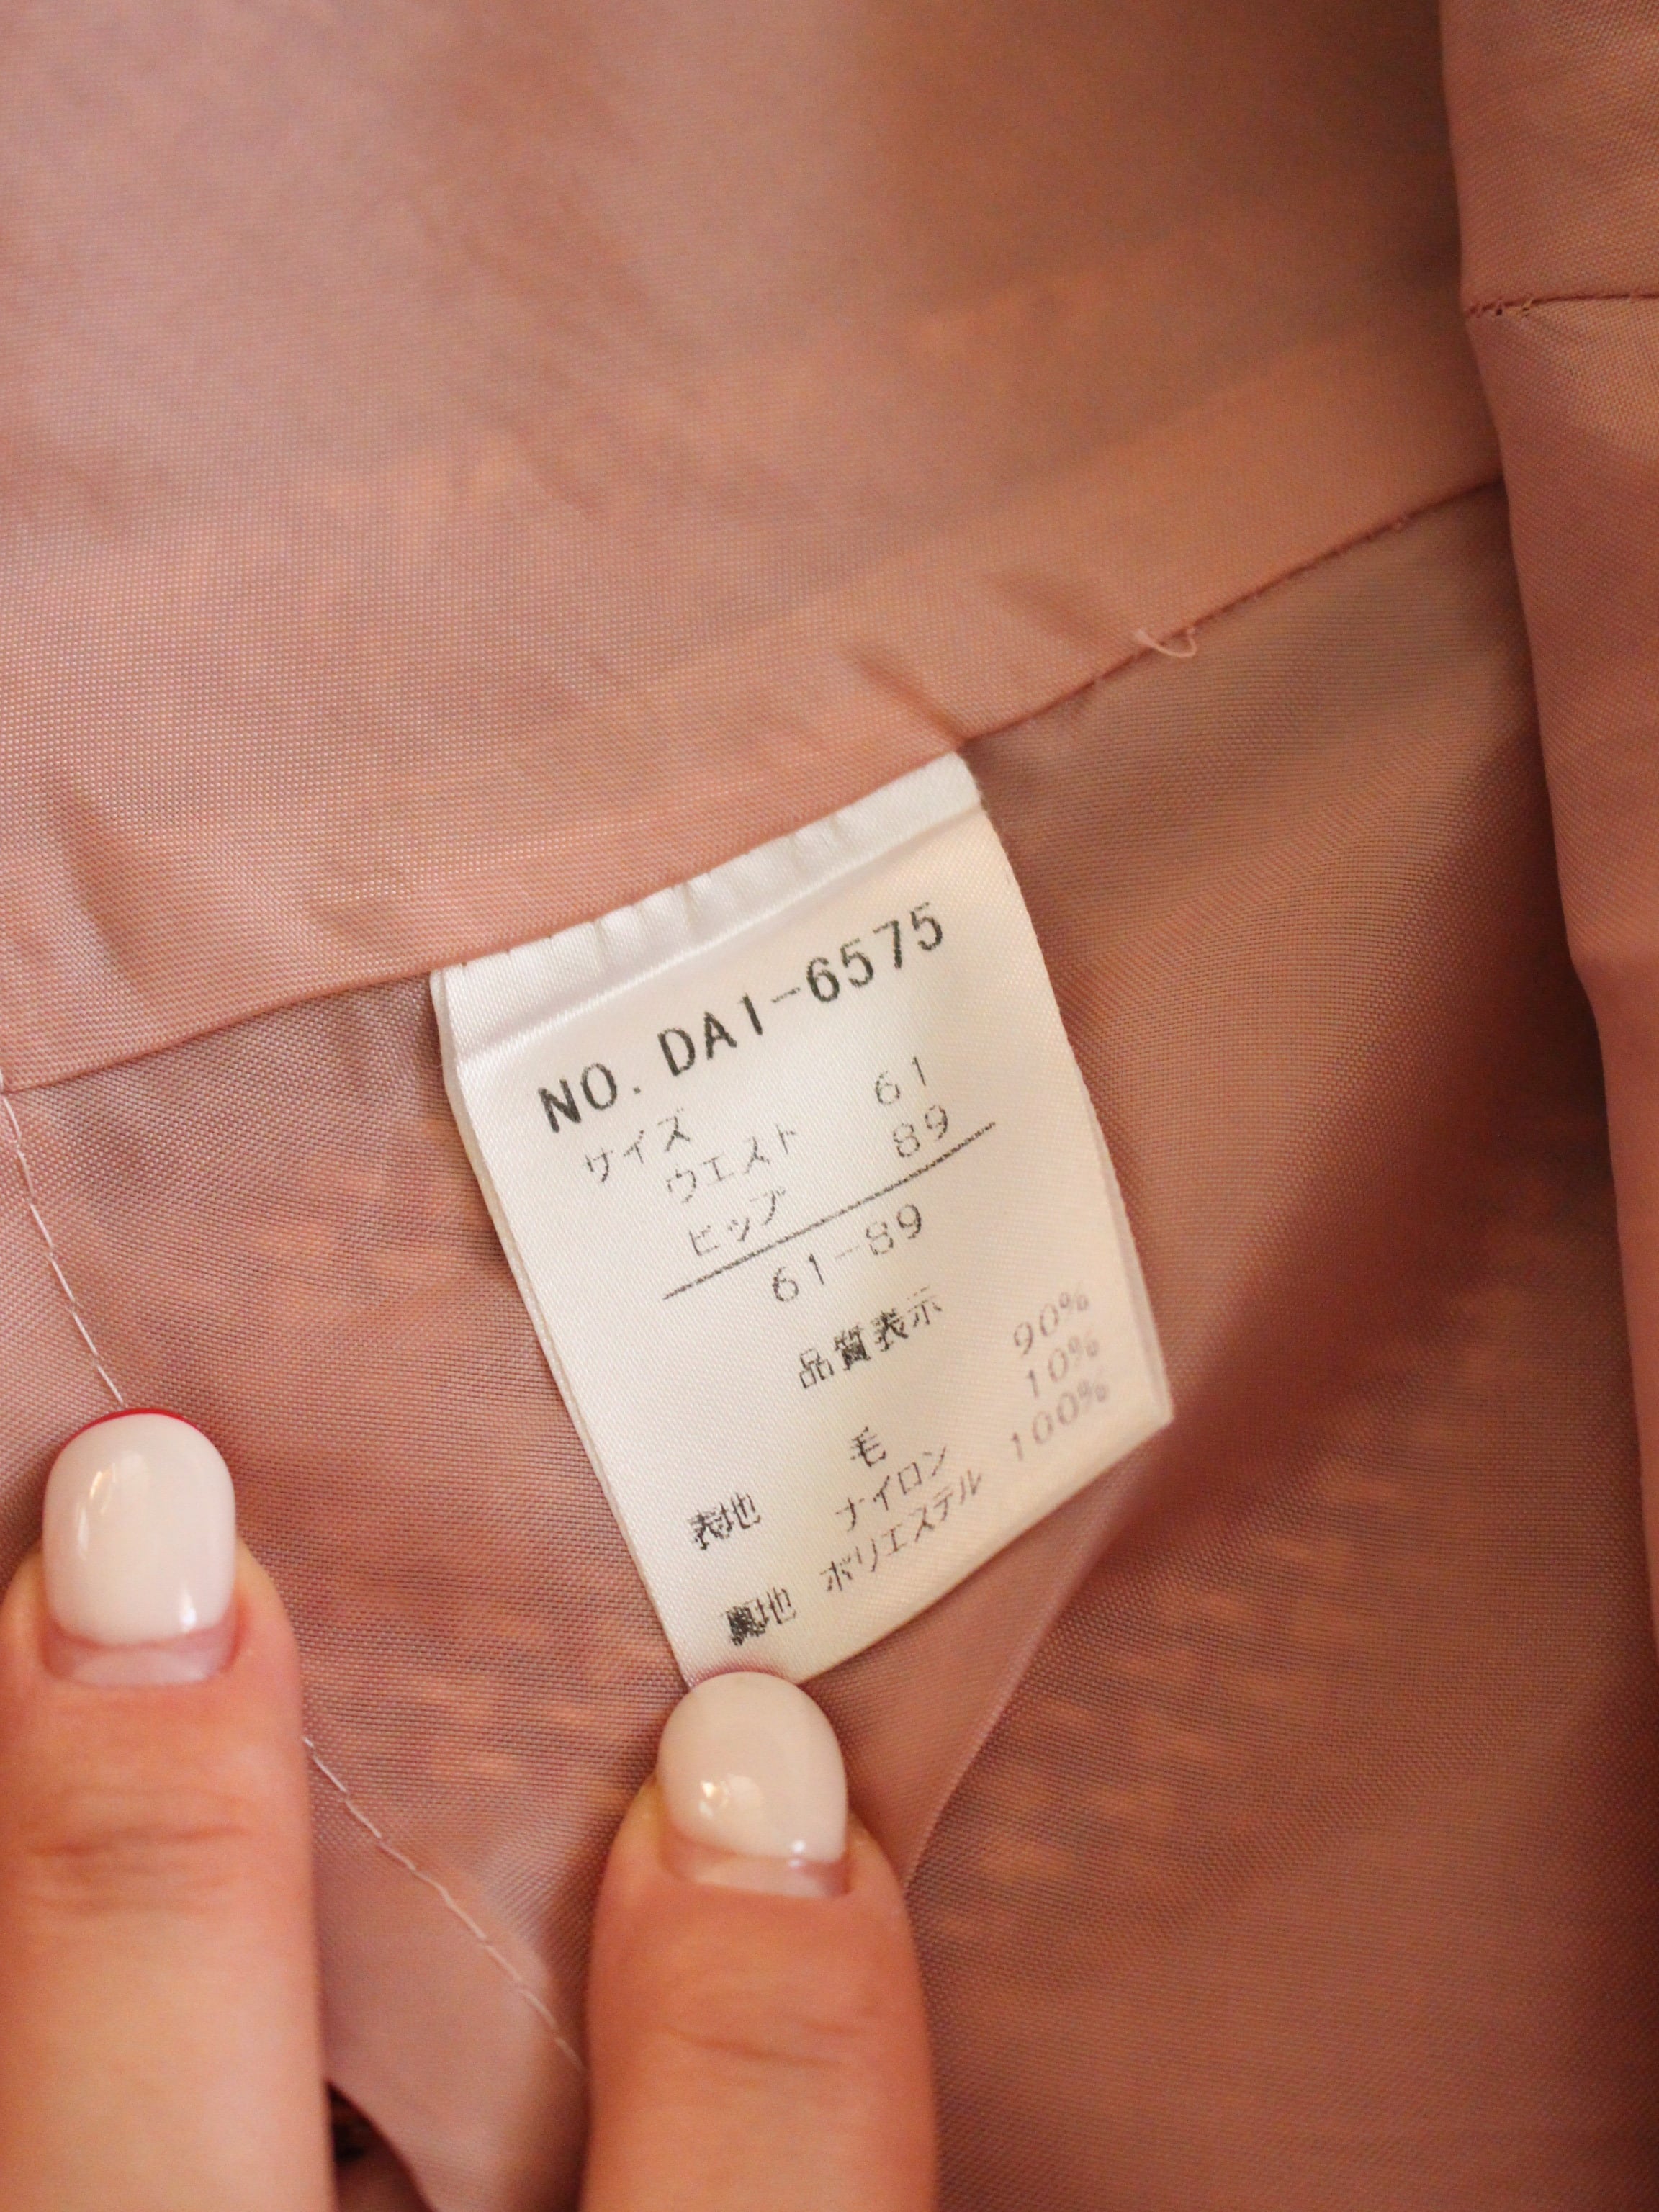 NO. DA1-6575
サイズ
ウエスト 61
ヒップ 89
61-89
品質表示
表地 毛 90%
ナイロン 10%
裏地 ポリエステル 100%